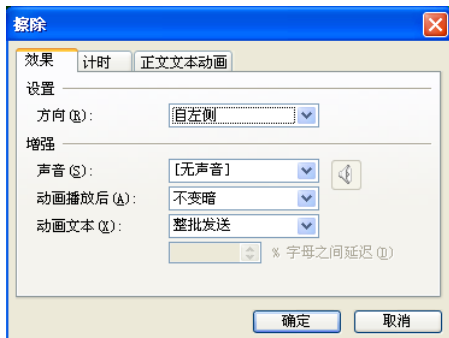 擦除
效果 计时 正文文本动画
设置
方向(R): 自左侧
增强
声音(S): [无声音]
动画播放后(A): 不变暗
动画文本(X): 整批发送
% 字母之间延迟(D)
确定 取消